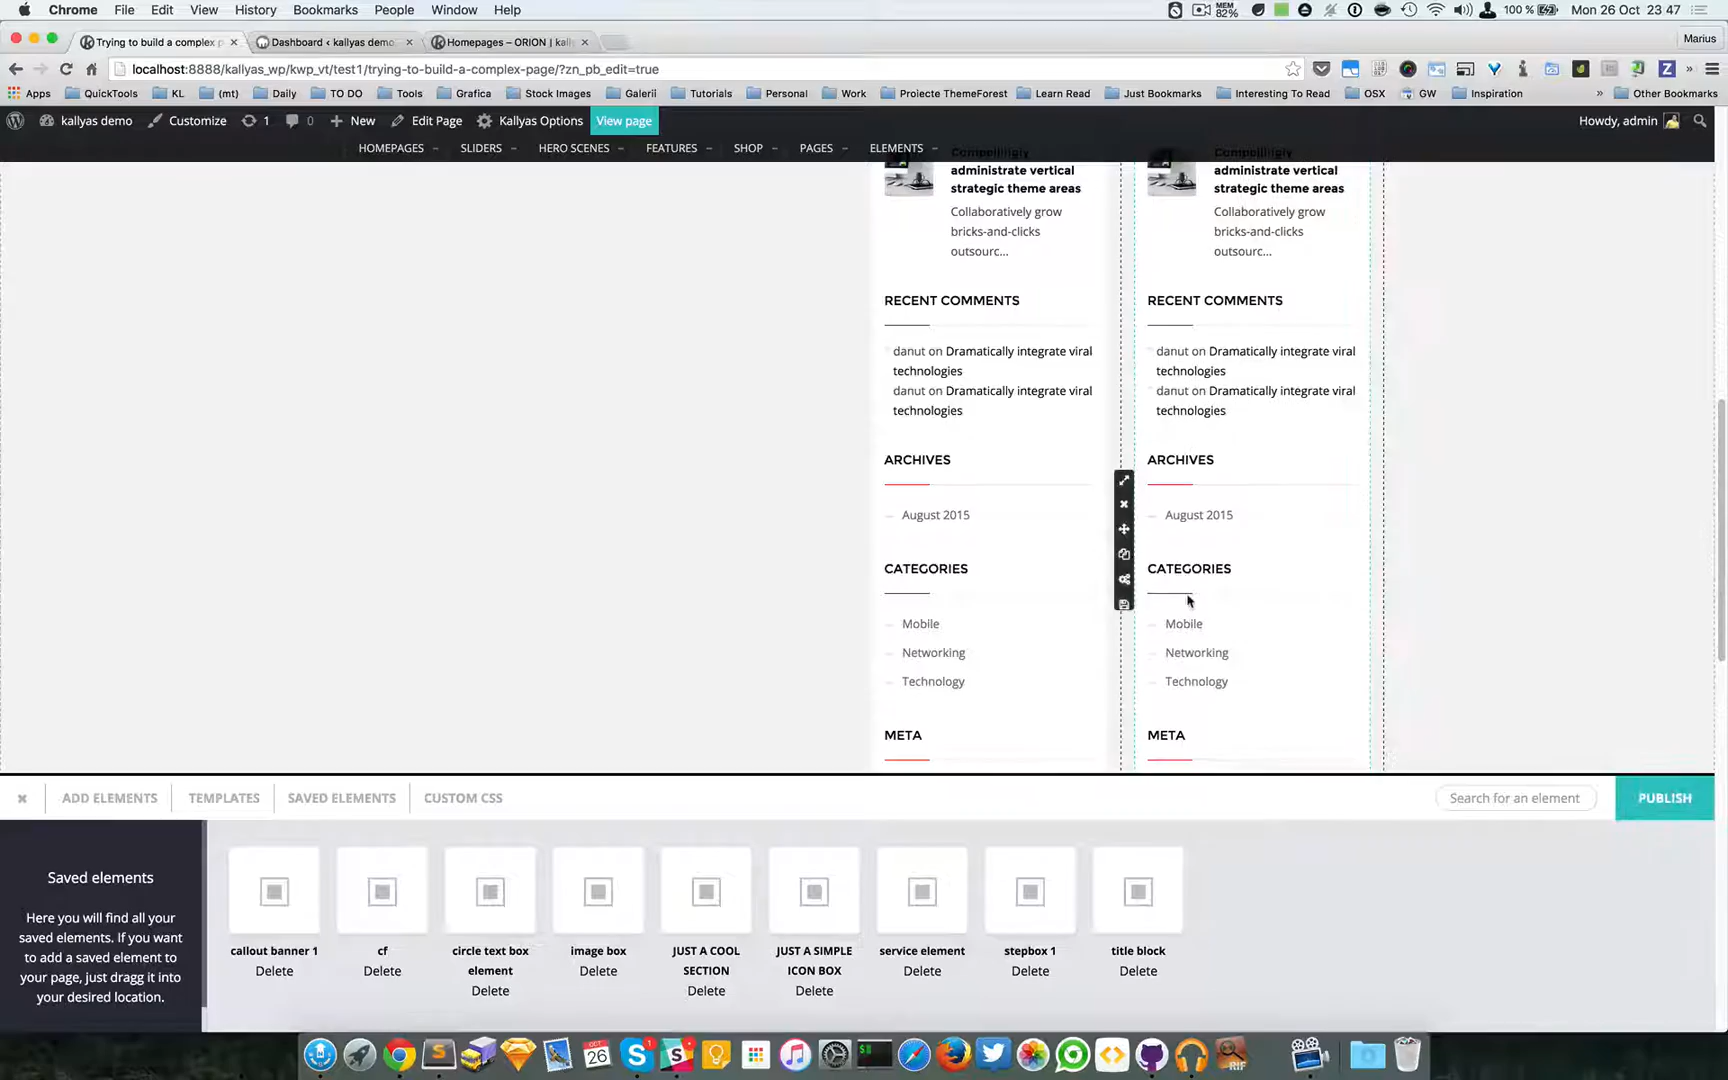 Chrome File Edit View History Bookmarks People Window Help
MEM 82% 100 % Mon 26 Oct 23:47
Trying to build a complex p
Dashboard ‹ kallyas demo
Homepages – ORION | kall
Marius
localhost:8888/kallyas_wp/kwp_vt/test1/trying-to-build-a-complex-page/?zn_pb_edit=true
Apps QuickTools KL (mt) Daily TO DO Tools Grafica Stock Images Galerii Tutorials Personal Work Proiecte ThemeForest Learn Read Just Bookmarks Interesting To Read OSX GW Inspiration » Other Bookmarks
kallyas demo Customize 1 0 New Edit Page Kallyas Options View page Howdy, admin
HOMEPAGES SLIDERS HERO SCENES FEATURES SHOP PAGES ELEMENTS
Compellingly
administrate vertical
strategic theme areas
Collaboratively grow
bricks-and-clicks
outsourc...
RECENT COMMENTS
danut on Dramatically integrate viral
technologies
danut on Dramatically integrate viral
technologies
ARCHIVES
August 2015
CATEGORIES
Mobile
Networking
Technology
META
Compellingly
administrate vertical
strategic theme areas
Collaboratively grow
bricks-and-clicks
outsourc...
RECENT COMMENTS
danut on Dramatically integrate viral
technologies
danut on Dramatically integrate viral
technologies
ARCHIVES
August 2015
CATEGORIES
Mobile
Networking
Technology
META
ADD ELEMENTS TEMPLATES SAVED ELEMENTS CUSTOM CSS Search for an element PUBLISH
Saved elements
Here you will find all your
saved elements. If you want
to add a saved element to
your page, just dragg it into
your desired location.
callout banner 1
Delete
cf
Delete
circle text box
element
Delete
image box
Delete
JUST A COOL
SECTION
Delete
JUST A SIMPLE
ICON BOX
Delete
service element
Delete
stepbox 1
Delete
title block
Delete
OCT
26
1
RIF